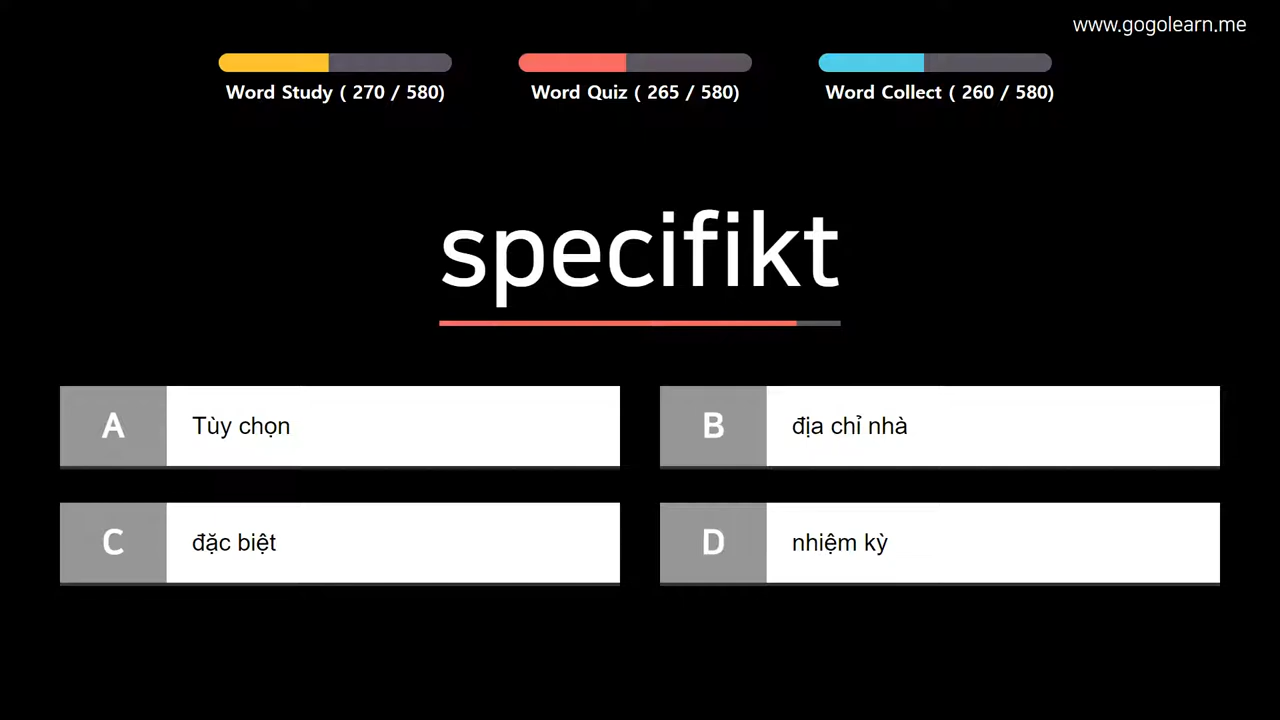 www.gogolearn.me
Word Study ( 270 / 580)
Word Quiz ( 265 / 580)
Word Collect ( 260 / 580)
specifikt
A Tùy chọn
B địa chỉ nhà
C đặc biệt
D nhiệm kỳ